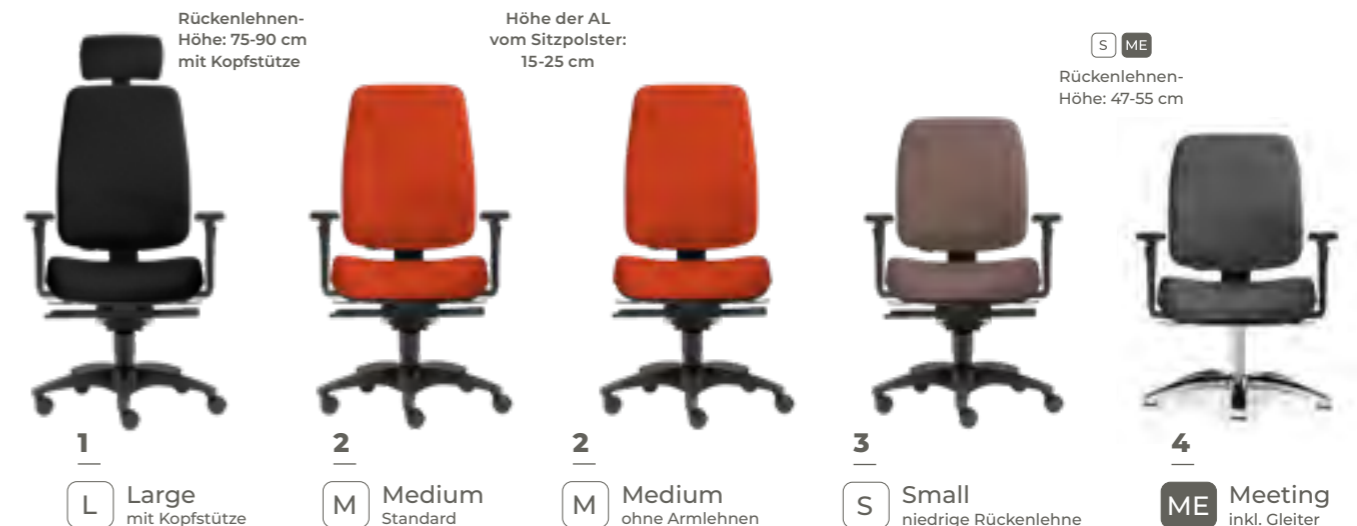 Rückenlehnen-
Höhe: 75-90 cm
mit Kopfstütze
Höhe der AL
vom Sitzpolster:
15-25 cm
S ME
Rückenlehnen-
Höhe: 47-55 cm
1
L Large
mit Kopfstütze
2
M Medium
Standard
2
M Medium
ohne Armlehnen
3
S Small
niedrige Rückenlehne
4
ME Meeting
inkl. Gleiter